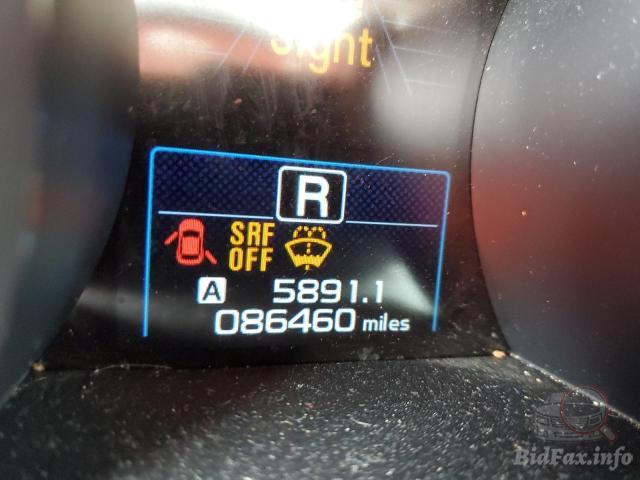 Sight
R
SRF
OFF
A 5891.1
086460 miles
BidFax.info